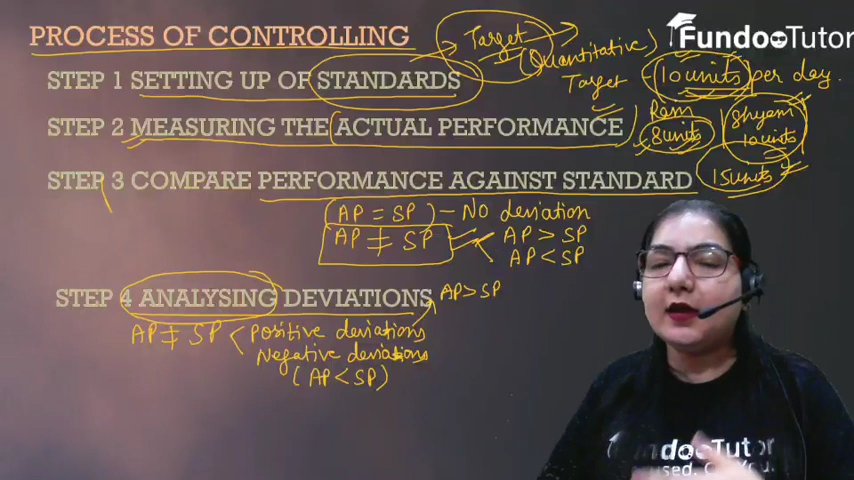 PROCESS OF CONTROLLING
Target
(Quantitative)
Target
FundooTutor
STEP 1 SETTING UP OF STANDARDS
10 units per day.
STEP 2 MEASURING THE ACTUAL PERFORMANCE
Ram
8 units
Shyam
10 units
STEP 3 COMPARE PERFORMANCE AGAINST STANDARD
15 units
(AP = SP) - No deviation
AP ≠ SP
AP > SP
AP < SP
STEP 4 ANALYSING DEVIATIONS
AP > SP
AP ≠ SP < Positive deviations
Negative deviations
(AP < SP)
FundooTutor